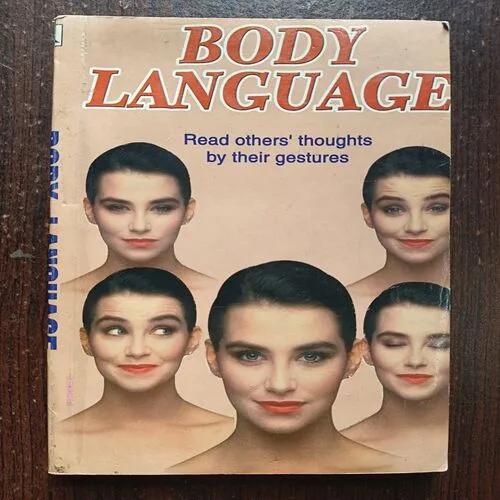 BODY
LANGUAGE
Read others' thoughts
by their gestures
BODY LANGUAGE